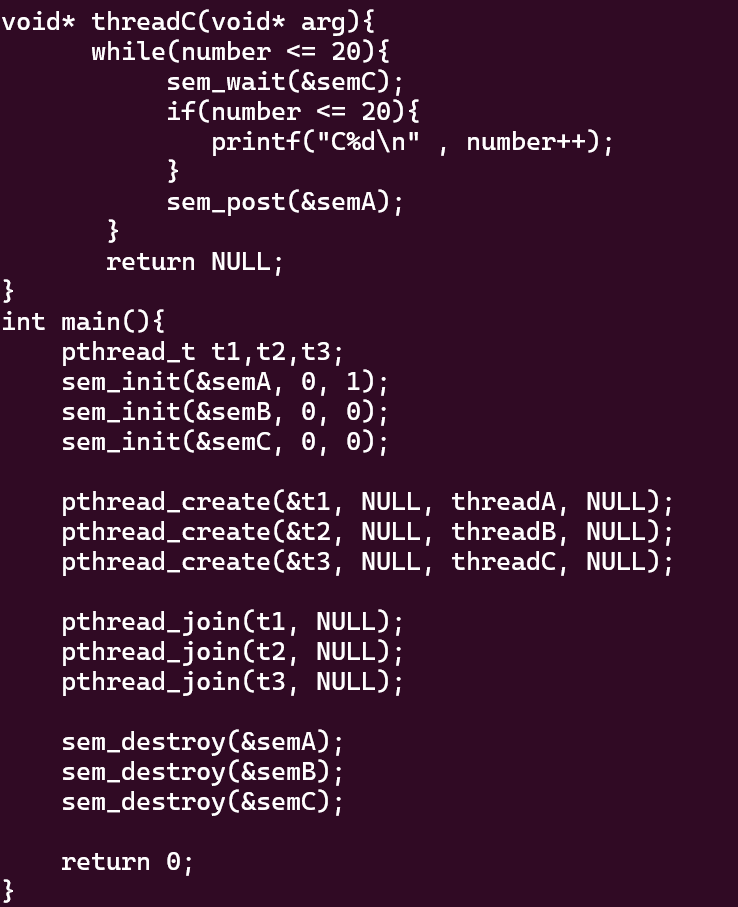 void* threadC(void* arg){
      while(number <= 20){
           sem_wait(&semC);
           if(number <= 20){
              printf("C%d\n" , number++);
           }
           sem_post(&semA);
       }
       return NULL;
}
int main(){
    pthread_t t1,t2,t3;
    sem_init(&semA, 0, 1);
    sem_init(&semB, 0, 0);
    sem_init(&semC, 0, 0);

    pthread_create(&t1, NULL, threadA, NULL);
    pthread_create(&t2, NULL, threadB, NULL);
    pthread_create(&t3, NULL, threadC, NULL);

    pthread_join(t1, NULL);
    pthread_join(t2, NULL);
    pthread_join(t3, NULL);

    sem_destroy(&semA);
    sem_destroy(&semB);
    sem_destroy(&semC);

    return 0;
}